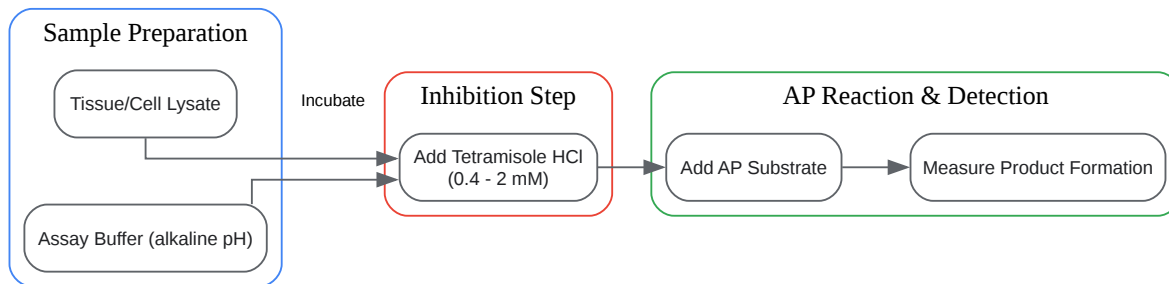 Sample Preparation
Tissue/Cell Lysate
Assay Buffer (alkaline pH)
Incubate
Inhibition Step
Add Tetramisole HCl
(0.4 - 2 mM)
AP Reaction & Detection
Add AP Substrate
Measure Product Formation